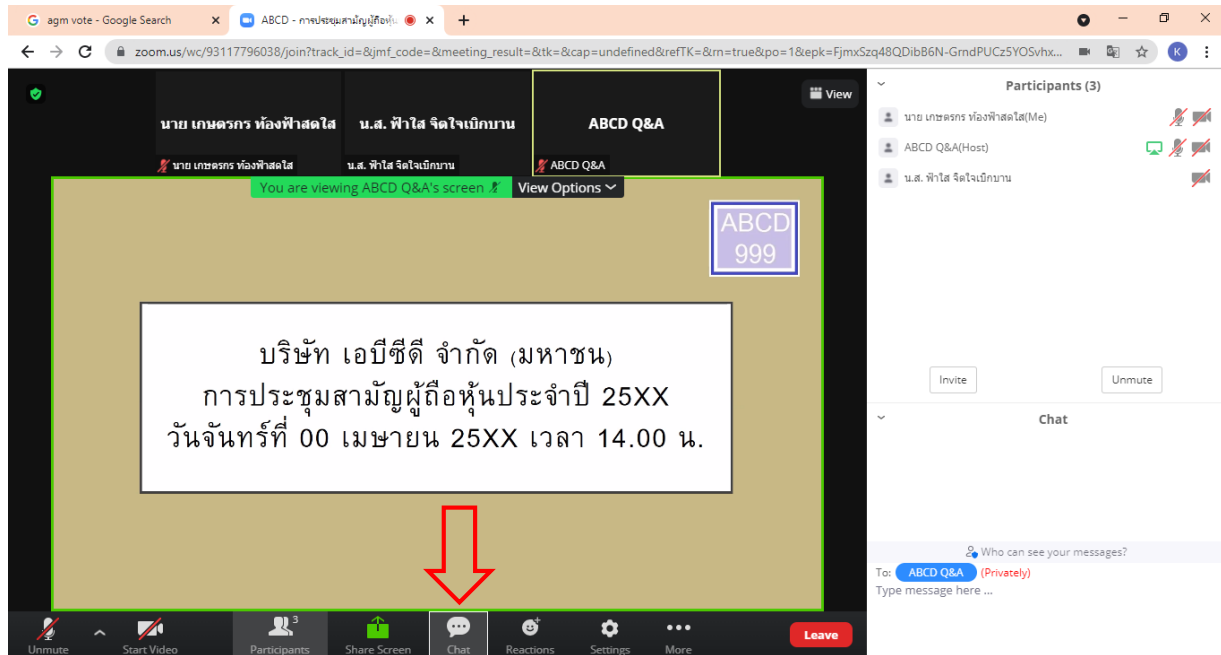 agm vote - Google Search
ABCD - การประชุมสามัญผู้ถือหุ้น
zoom.us/wc/93117796038/join?track_id=&jmf_code=&meeting_result=&tk=&cap=undefined&refTK=&rn=true&po=1&epk=FjmxSzq48QDibB6N-GrndPUCz5YOSvhx...
K
View
นาย เกษตรกร ท้องฟ้าสดใส
น.ส. ฟ้าใส จิตใจเบิกบาน
ABCD Q&A
นาย เกษตรกร ท้องฟ้าสดใส
น.ส. ฟ้าใส จิตใจเบิกบาน
ABCD Q&A
You are viewing ABCD Q&A's screen
View Options
ABCD
999
บริษัท เอบีซีดี จำกัด (มหาชน)
การประชุมสามัญผู้ถือหุ้นประจำปี 25XX
วันจันทร์ที่ 00 เมษายน 25XX เวลา 14.00 น.
Unmute
Start Video
3
Participants
Share Screen
Chat
Reactions
Settings
More
Leave
Participants (3)
นาย เกษตรกร ท้องฟ้าสดใส(Me)
ABCD Q&A(Host)
น.ส. ฟ้าใส จิตใจเบิกบาน
Invite
Unmute
Chat
Who can see your messages?
To: ABCD Q&A (Privately)
Type message here ...